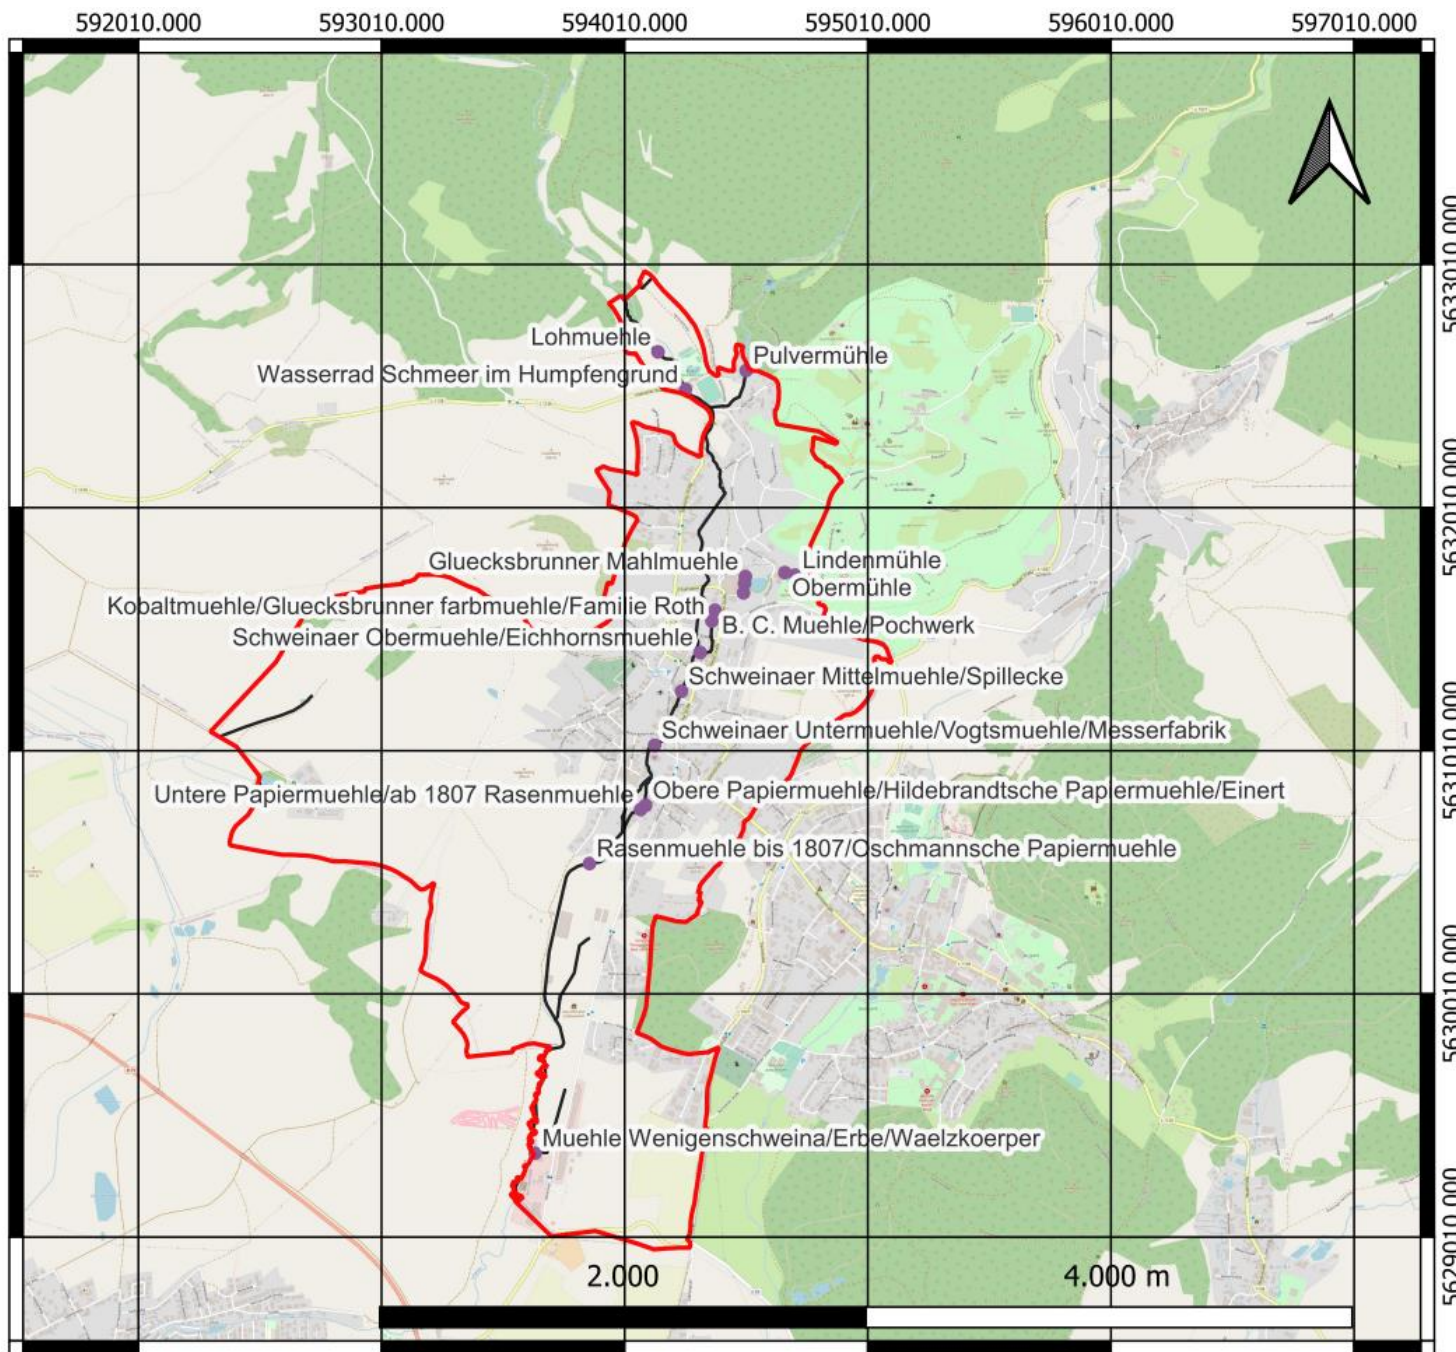 592010.000 593010.000 594010.000 595010.000 596010.000 597010.000
5633010.000
Lohmuehle
Pulvermühle
Wasserrad Schmeer im Humpfengrund
5632010.000
Gluecksbrunner Mahlmuehle
Lindenmühle
Obermühle
Kobaltmuehle/Gluecksbrunner farbmuehle/Familie Roth
B. C. Muehle/Pochwerk
Schweinaer Obermuehle/Eichhornsmuehle
Schweinaer Mittelmuehle/Spillecke
Schweinaer Untermuehle/Vogtsmuehle/Messerfabrik
5631010.000
Untere Papiermuehle/ab 1807 Rasenmuehle
Obere Papiermuehle/Hildebrandtsche Papiermuehle/Einert
Rasenmuehle bis 1807/Oschmannsche Papiermuehle
5630010.000
Muehle Wenigenschweina/Erbe/Waelzkoerper
5629010.000
2.000 4.000 m